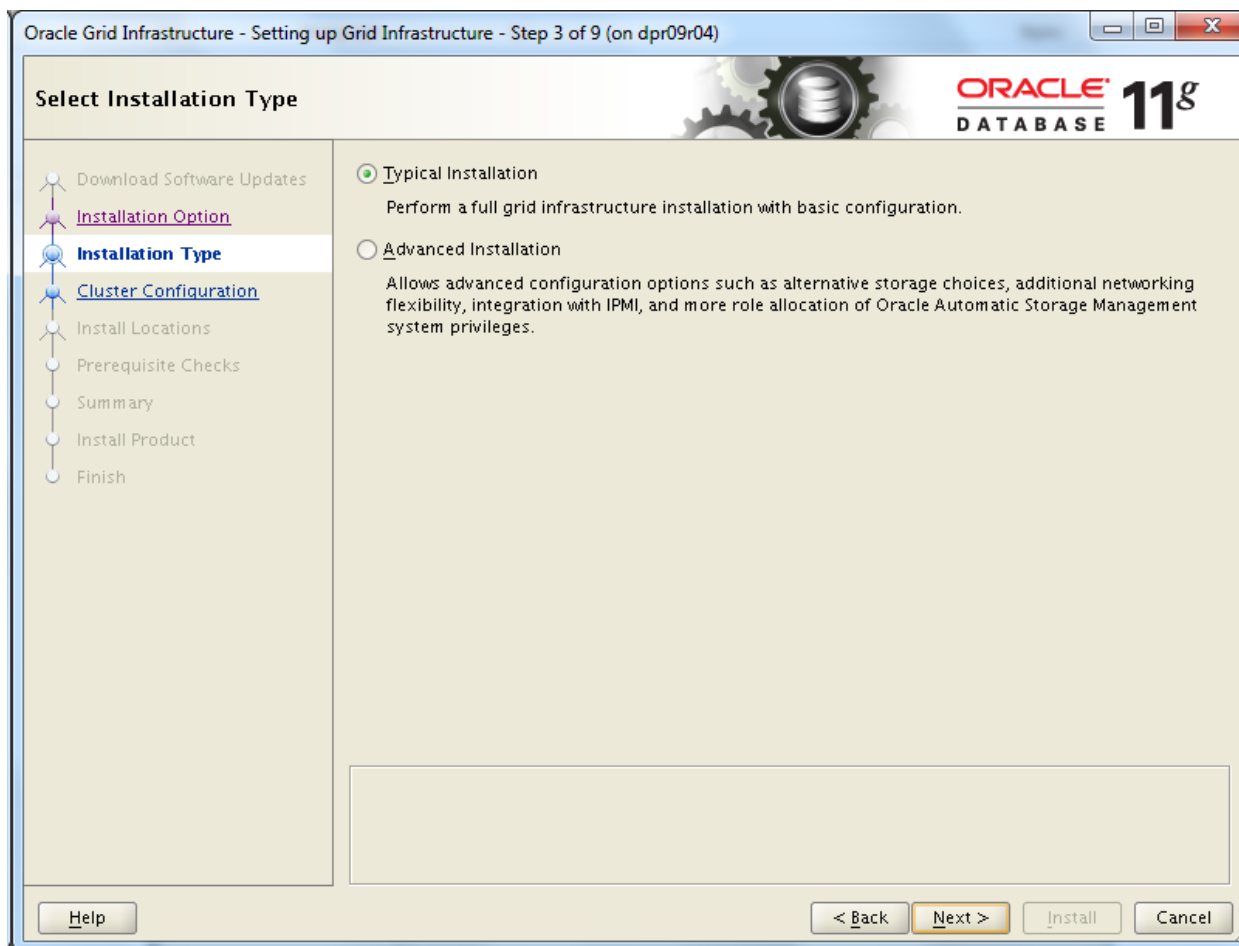 Oracle Grid Infrastructure - Setting up Grid Infrastructure - Step 3 of 9 (on dpr09r04)
Select Installation Type
ORACLE
DATABASE
11g
Download Software Updates
Installation Option
Installation Type
Cluster Configuration
Install Locations
Prerequisite Checks
Summary
Install Product
Finish
Typical Installation
Perform a full grid infrastructure installation with basic configuration.
Advanced Installation
Allows advanced configuration options such as alternative storage choices, additional networking
flexibility, integration with IPMI, and more role allocation of Oracle Automatic Storage Management
system privileges.
Help
< Back
Next >
Install
Cancel